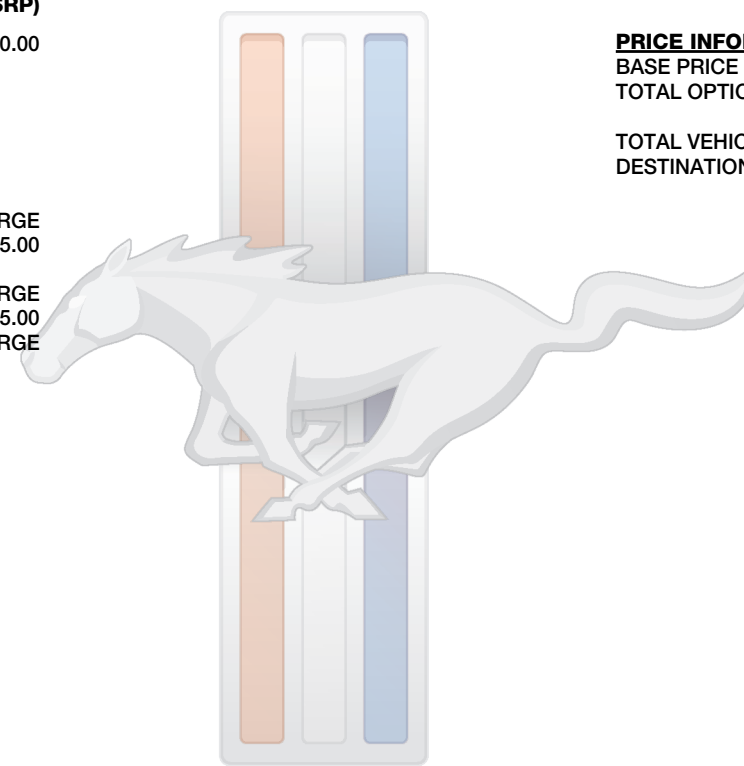 SRP)
0.00
RGE
5.00
RGE
5.00
RGE
PRICE INFO
BASE PRICE
TOTAL OPTIO
TOTAL VEHIC
DESTINATION